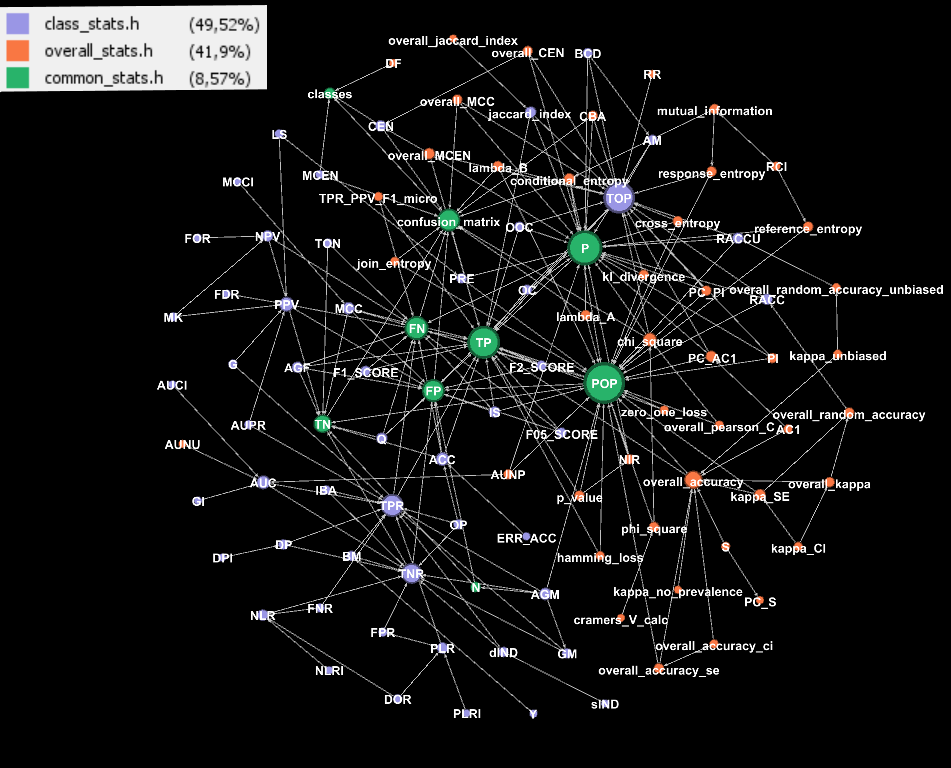 class_stats.h (49,52%)
overall_stats.h (41,9%)
common_stats.h (8,57%)
overall_jaccard_index
overall_CEN
BCD
DF
RR
classes
overall_MCC
jaccard_index
CBA
mutual_information
LS
CEN
AM
overall_MCEN
lambda_B
MCEN
conditional_entropy
response_entropy
RCI
MCCI
TPR_PPV_F1_micro
TOP
confusion_matrix
OOC
cross_entropy
reference_entropy
FOR
NPV
TON
P
RACCU
join_entropy
PRE
kl_divergence
FDR
PPV
OC
PC_PI
overall_random_accuracy_unbiased
RACC
MK
MCC
lambda_A
FN
TP
chi_square
G
AGF
F1_SCORE
F2_SCORE
PC_AC1
PI
kappa_unbiased
AUCI
FP
POP
AUPR
TN
IS
zero_one_loss
overall_random_accuracy
overall_pearson_C
AC1
AUNU
Q
F05_SCORE
ACC
NIR
AUC
AUNP
overall_accuracy
overall_kappa
GI
IBA
TPR
p_value
kappa_SE
OP
ERR_ACC
phi_square
DPI
DP
BM
hamming_loss
S
kappa_CI
TNR
N
AGM
kappa_no_prevalence
PC_S
NLR
FNR
cramers_V_calc
FPR
PLR
dIND
GM
overall_accuracy_ci
NLRI
overall_accuracy_se
DOR
PLRI
Y
sIND